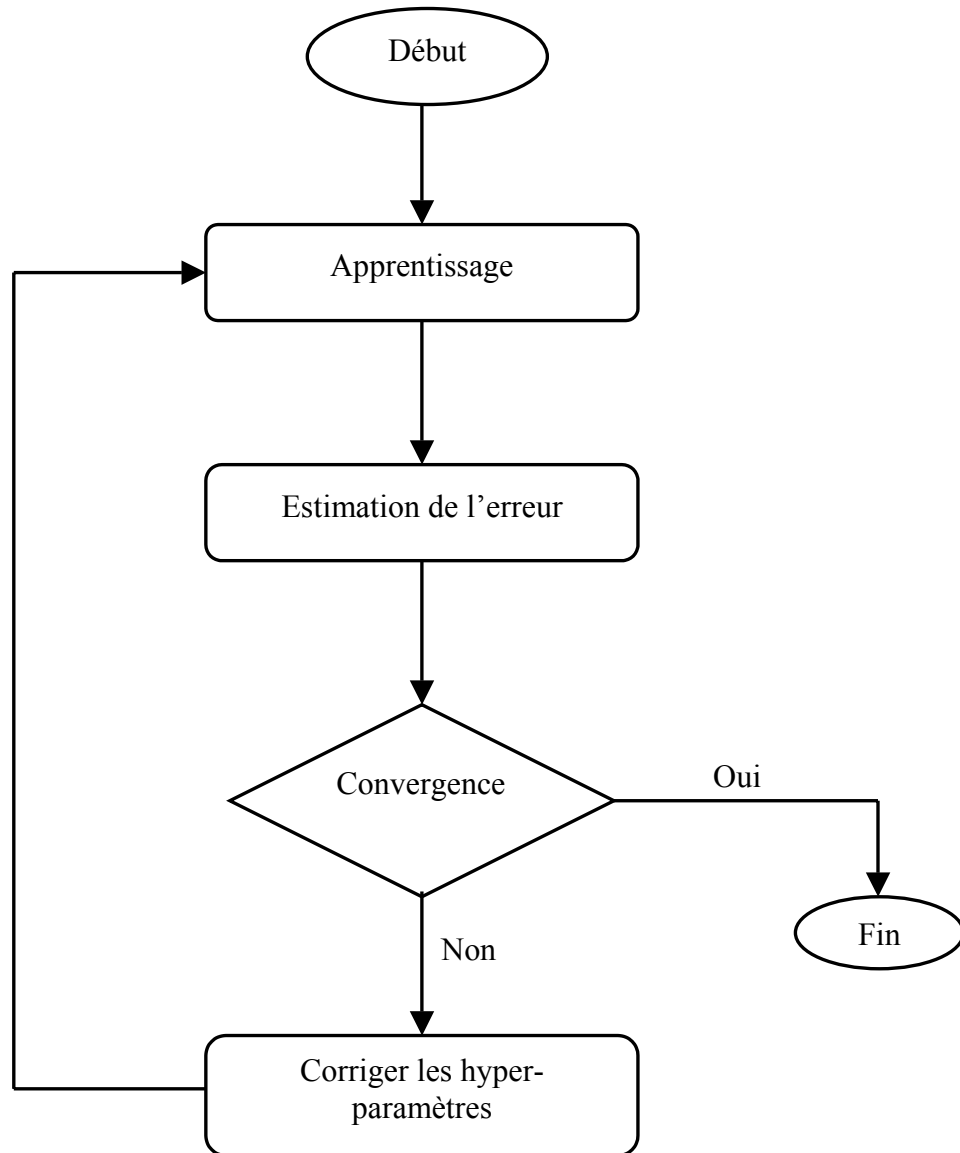 Début
Apprentissage
Estimation de l’erreur
Convergence
Oui
Fin
Non
Corriger les hyper-
paramètres